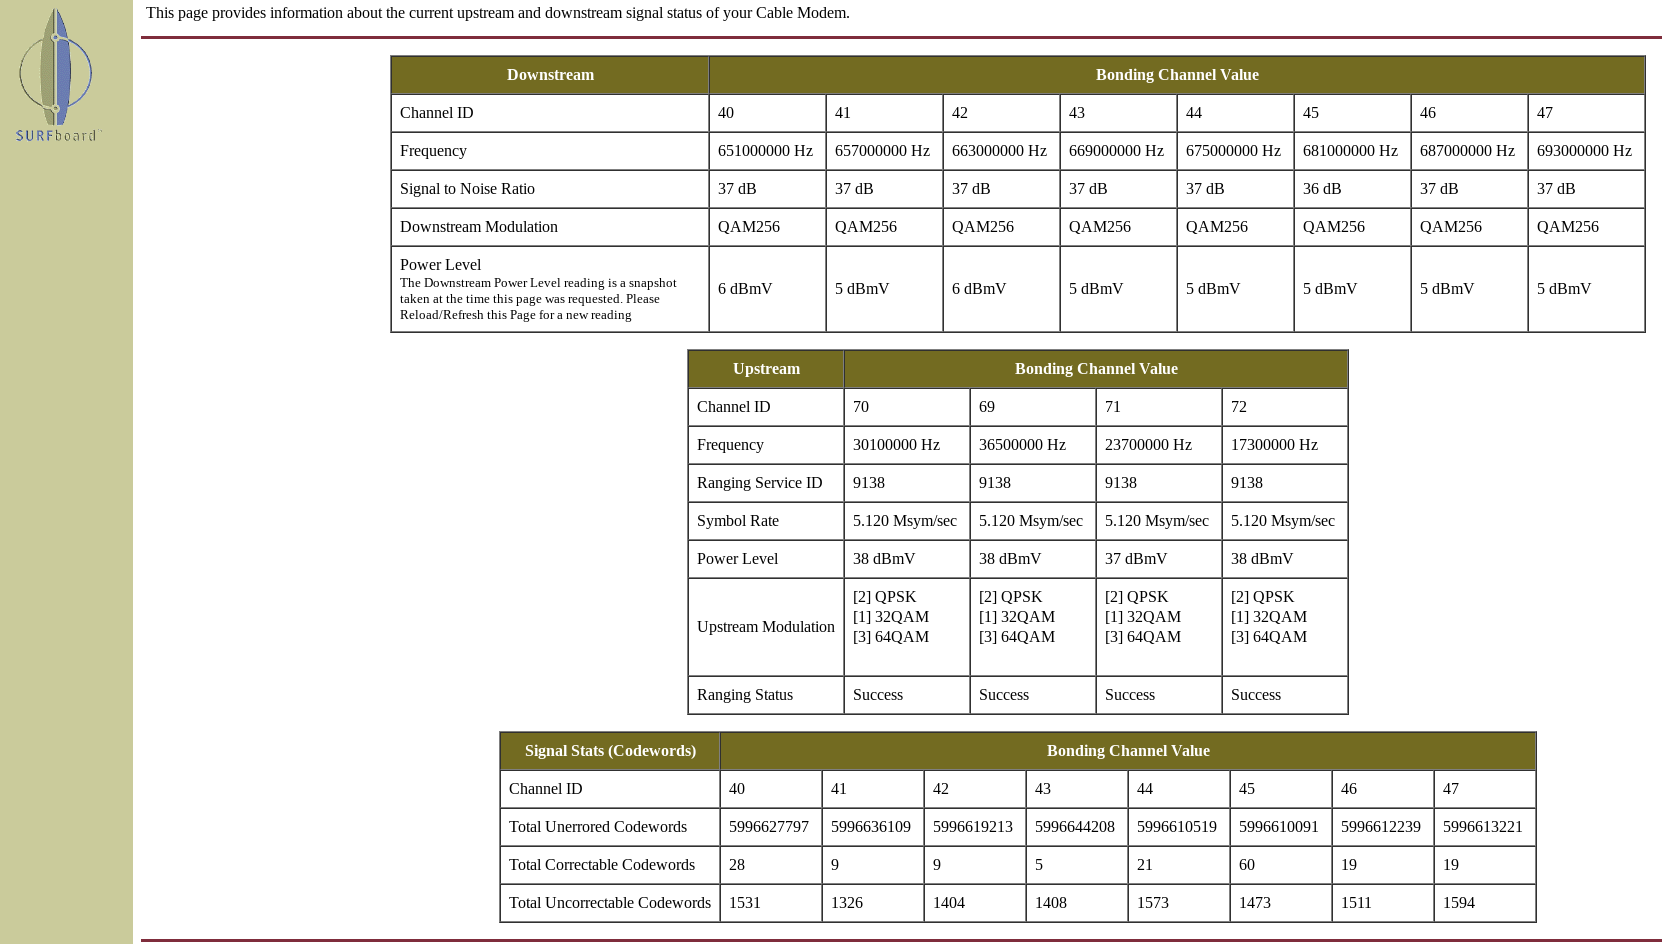 This page provides information about the current upstream and downstream signal status of your Cable Modem.
SURFboard
Downstream Bonding Channel Value
Channel ID 40 41 42 43 44 45 46 47
Frequency 651000000 Hz 657000000 Hz 663000000 Hz 669000000 Hz 675000000 Hz 681000000 Hz 687000000 Hz 693000000 Hz
Signal to Noise Ratio 37 dB 37 dB 37 dB 37 dB 37 dB 36 dB 37 dB 37 dB
Downstream Modulation QAM256 QAM256 QAM256 QAM256 QAM256 QAM256 QAM256 QAM256
Power Level
The Downstream Power Level reading is a snapshot
taken at the time this page was requested. Please
Reload/Refresh this Page for a new reading
6 dBmV 5 dBmV 6 dBmV 5 dBmV 5 dBmV 5 dBmV 5 dBmV 5 dBmV
Upstream Bonding Channel Value
Channel ID 70 69 71 72
Frequency 30100000 Hz 36500000 Hz 23700000 Hz 17300000 Hz
Ranging Service ID 9138 9138 9138 9138
Symbol Rate 5.120 Msym/sec 5.120 Msym/sec 5.120 Msym/sec 5.120 Msym/sec
Power Level 38 dBmV 38 dBmV 37 dBmV 38 dBmV
Upstream Modulation
[2] QPSK [2] QPSK [2] QPSK [2] QPSK
[1] 32QAM [1] 32QAM [1] 32QAM [1] 32QAM
[3] 64QAM [3] 64QAM [3] 64QAM [3] 64QAM
Ranging Status Success Success Success Success
Signal Stats (Codewords) Bonding Channel Value
Channel ID 40 41 42 43 44 45 46 47
Total Unerrored Codewords 5996627797 5996636109 5996619213 5996644208 5996610519 5996610091 5996612239 5996613221
Total Correctable Codewords 28 9 9 5 21 60 19 19
Total Uncorrectable Codewords 1531 1326 1404 1408 1573 1473 1511 1594